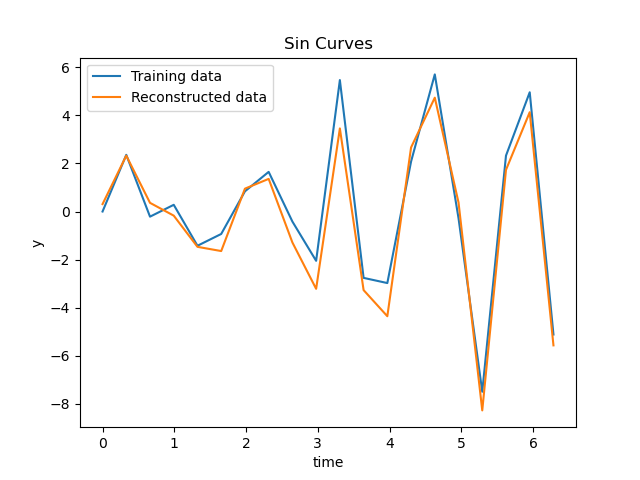 Sin Curves
Training data
Reconstructed data
6
4
2
0
−2
−4
−6
−8
y
0 1 2 3 4 5 6
time